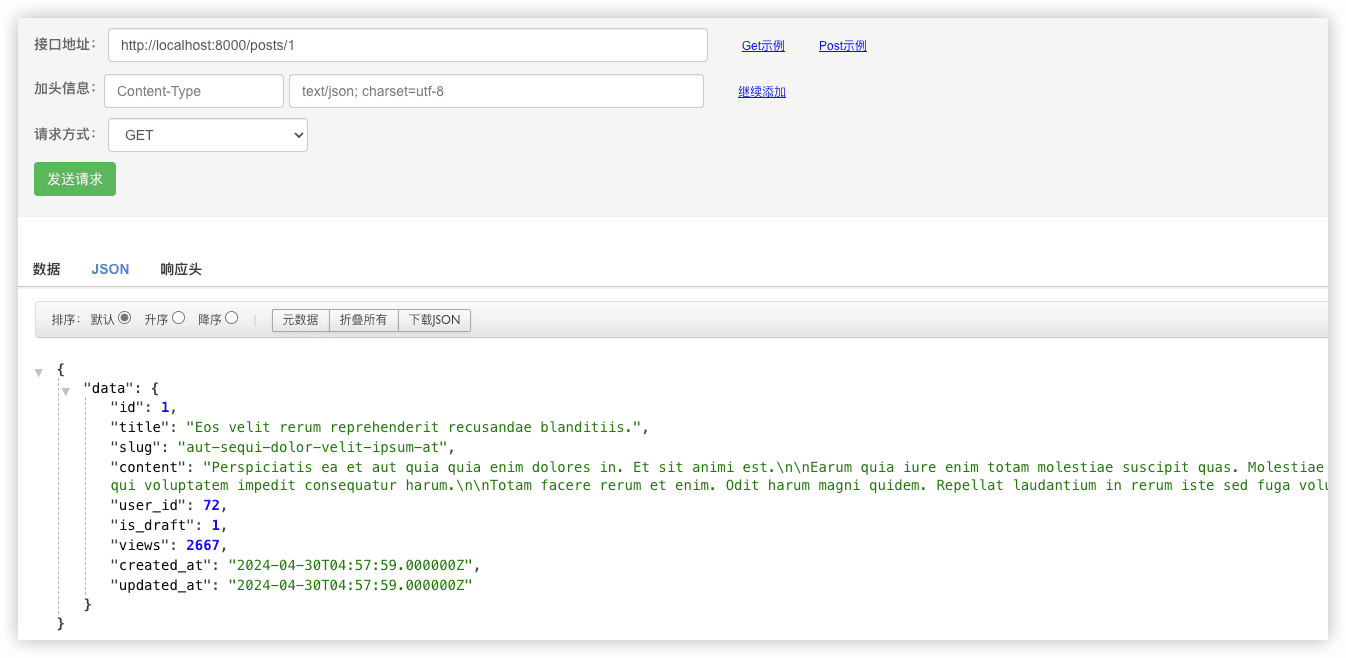 接口地址： http://localhost:8000/posts/1 Get示例 Post示例
加头信息： Content-Type text/json; charset=utf-8 继续添加
请求方式： GET
发送请求
数据 JSON 响应头
排序： 默认 升序 降序 | 元数据 折叠所有 下载JSON
{
"data": {
"id": 1,
"title": "Eos velit rerum reprehenderit recusandae blanditiis.",
"slug": "aut-sequi-dolor-velit-ipsum-at",
"content": "Perspiciatis ea et aut quia quia enim dolores in. Et sit animi est.\n\nEarum quia iure enim totam molestiae suscipit quas. Molestiae
qui voluptatem impedit consequatur harum.\n\nTotam facere rerum et enim. Odit harum magni quidem. Repellat laudantium in rerum iste sed fuga
"user_id": 72,
"is_draft": 1,
"views": 2667,
"created_at": "2024-04-30T04:57:59.000000Z",
"updated_at": "2024-04-30T04:57:59.000000Z"
}
}